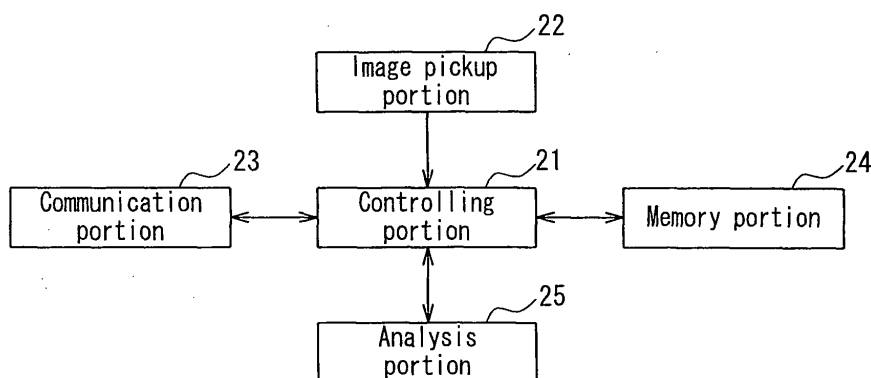 22
Image pickup
portion
23
21
24
Communication
portion
Controlling
portion
Memory portion
25
Analysis
portion